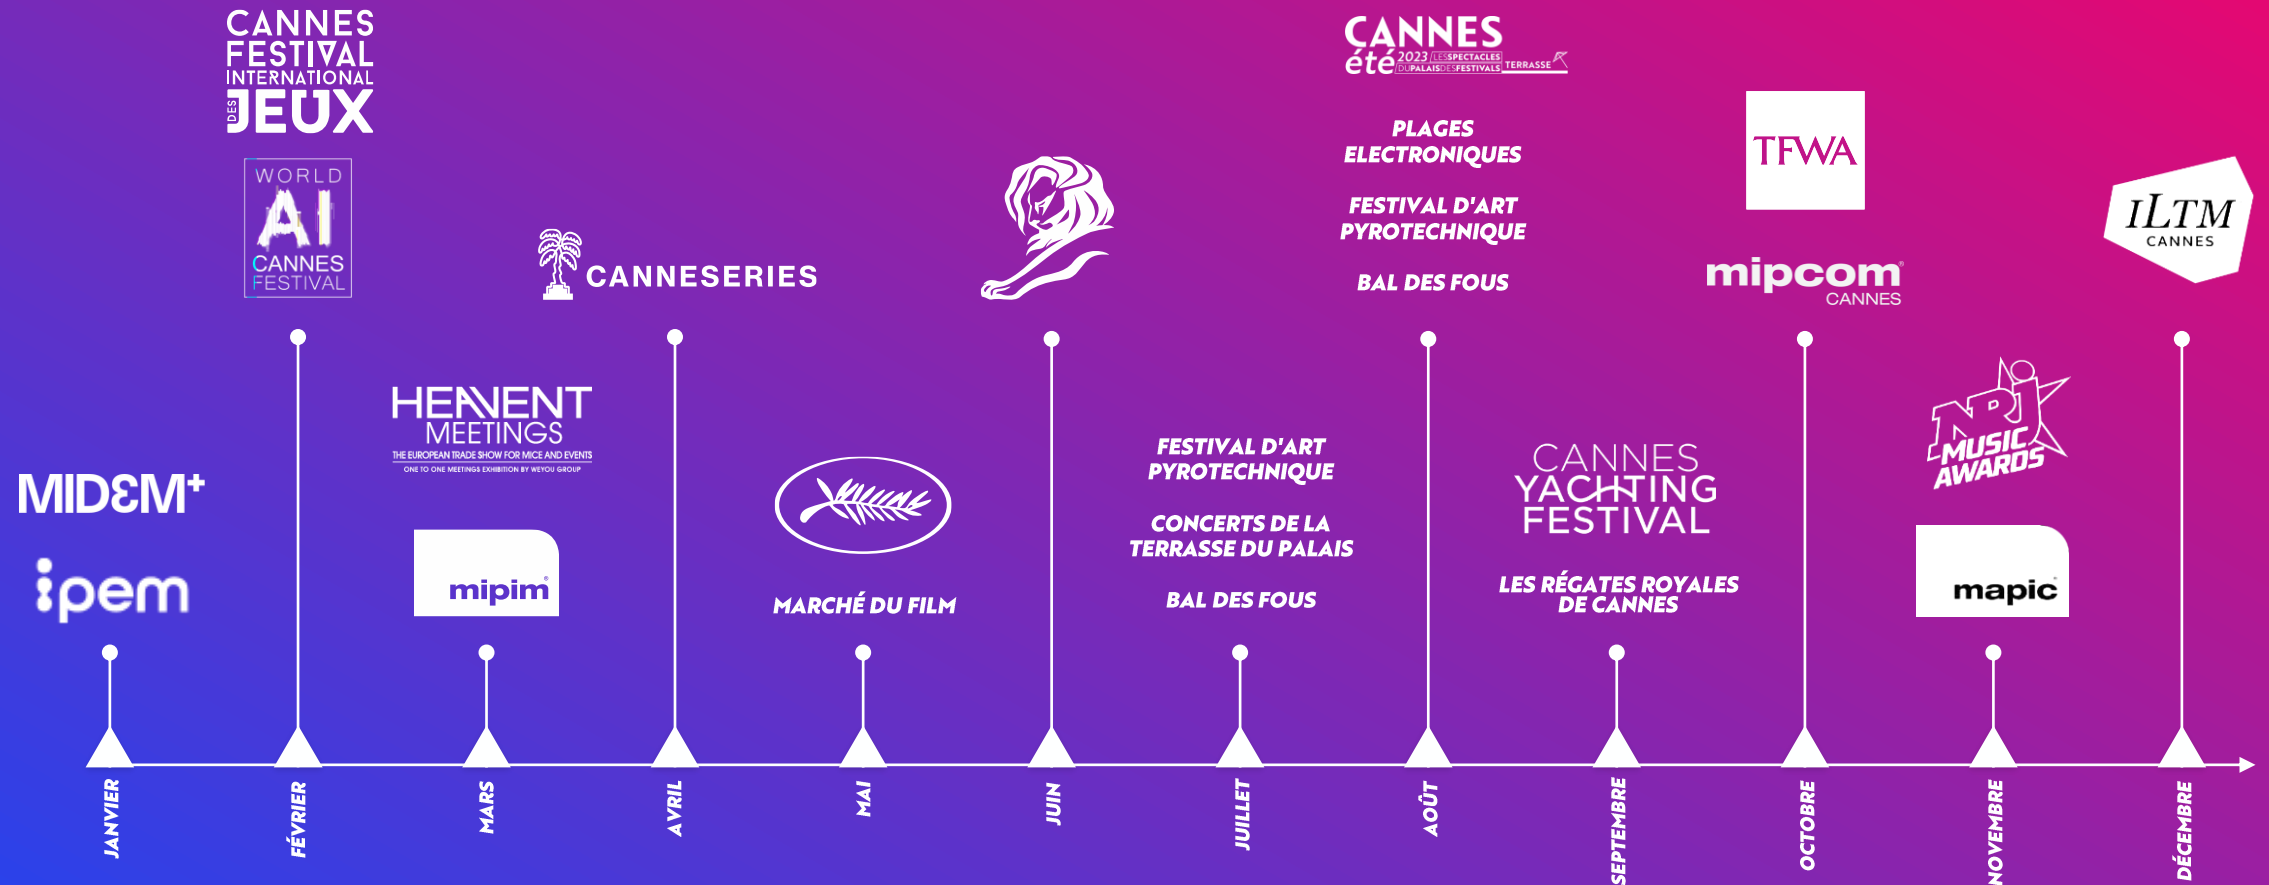 CANNES
FESTIVAL
INTERNATIONAL
DES JEUX
WORLD
AI
CANNES
FESTIVAL
CANNESERIES
CANNES
été 2023 LES SPECTACLES
DU PALAIS DES FESTIVALS TERRASSE
PLAGES
ELECTRONIQUES
FESTIVAL D'ART
PYROTECHNIQUE
BAL DES FOUS
TFWA
mipcom®
CANNES
ILTM
CANNES
MIDEM+
ipem
HEAVENT
MEETINGS
THE EUROPEAN TRADE SHOW FOR MICE AND EVENTS
ONE TO ONE MEETINGS EXHIBITION BY WEYOU GROUP
mipim®
MARCHÉ DU FILM
FESTIVAL D'ART
PYROTECHNIQUE
CONCERTS DE LA
TERRASSE DU PALAIS
BAL DES FOUS
CANNES
YACHTING
FESTIVAL
LES RÉGATES ROYALES
DE CANNES
NRJ
MUSIC
AWARDS
mapic
JANVIER
FÉVRIER
MARS
AVRIL
MAI
JUIN
JUILLET
AOÛT
SEPTEMBRE
OCTOBRE
NOVEMBRE
DÉCEMBRE